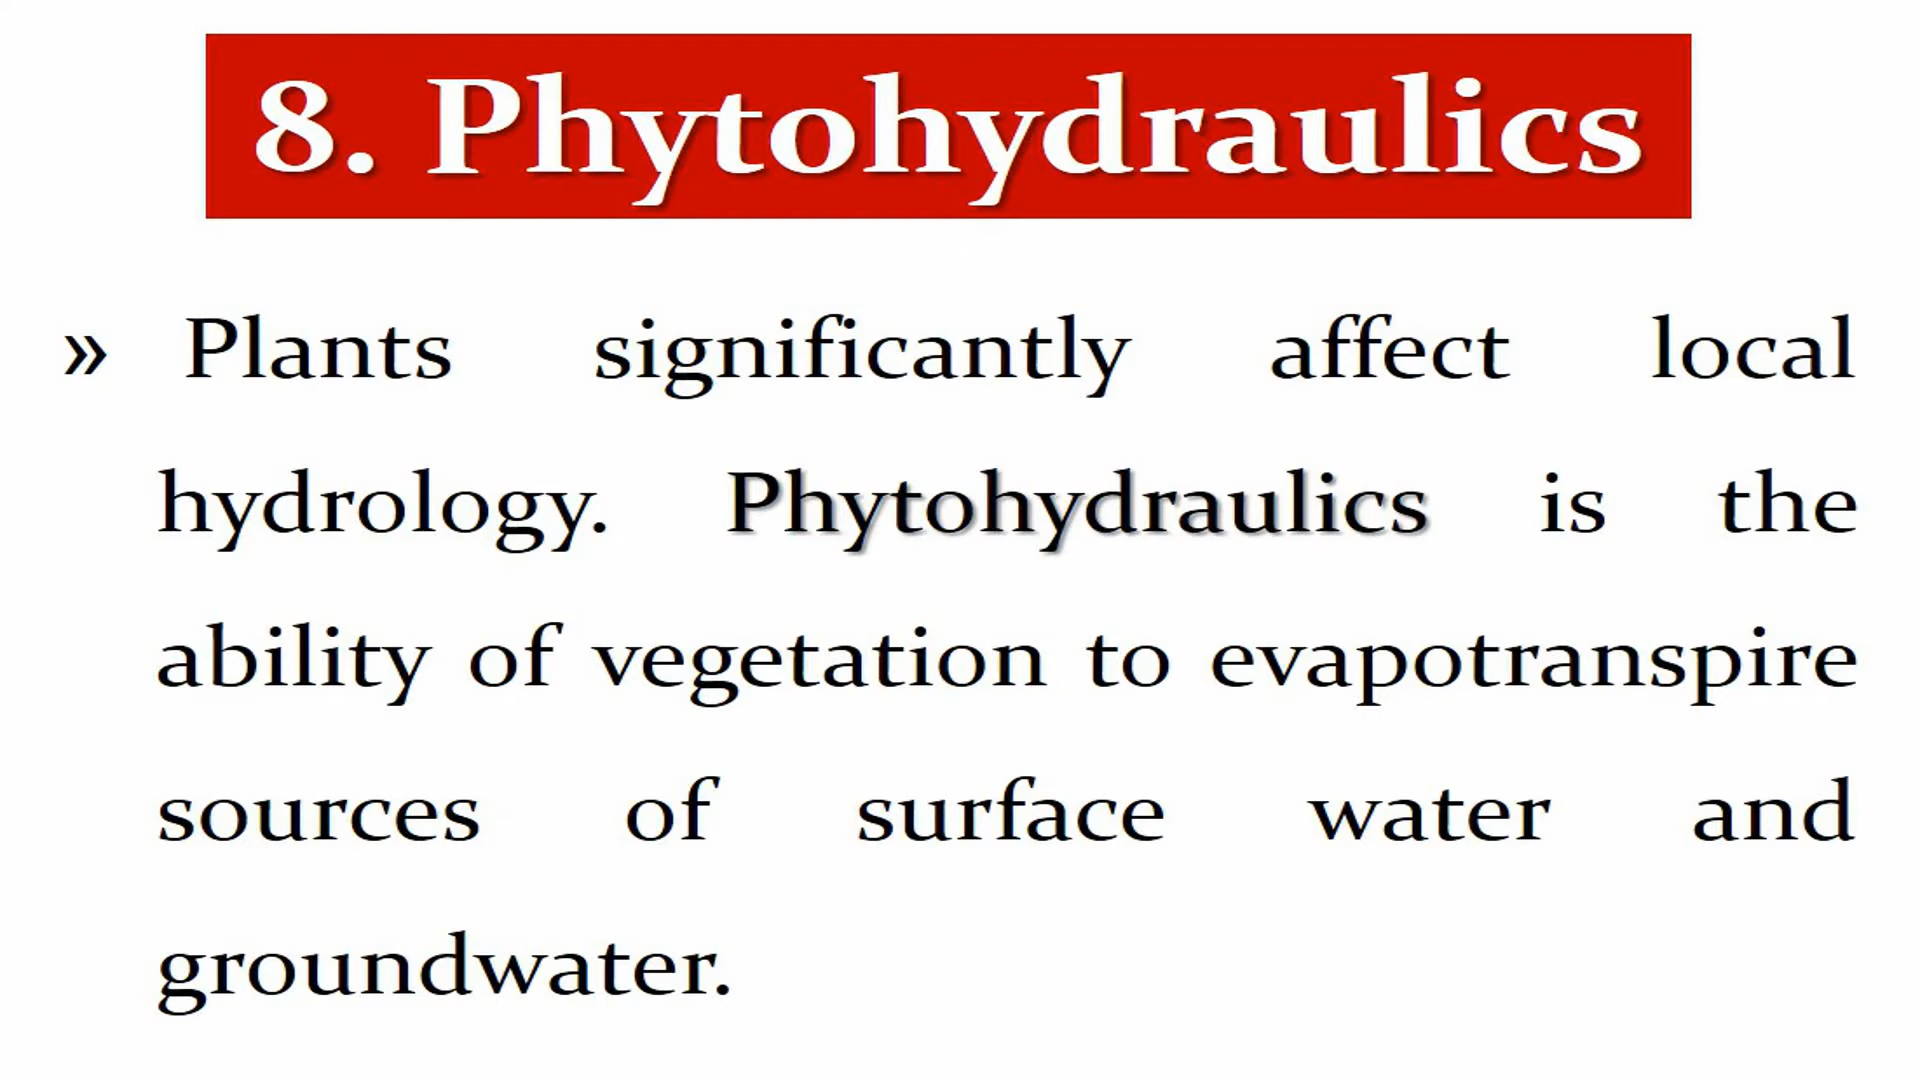 8. Phytohydraulics
» Plants significantly affect local
hydrology. Phytohydraulics is the
ability of vegetation to evapotranspire
sources of surface water and
groundwater.